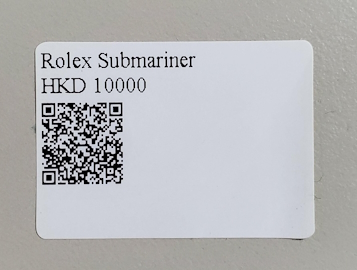 Rolex Submariner
HKD 10000